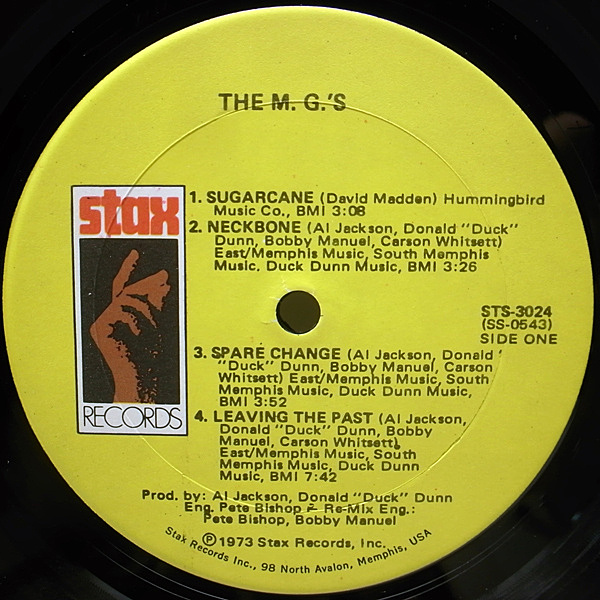 THE M. G.'S
stax
RECORDS
1. SUGARCANE (David Madden) Hummingbird
Music Co., BMI 3:08
2. NECKBONE (Al Jackson, Donald "Duck"
Dunn, Bobby Manuel, Carson Whitsett)
East/Memphis Music, South Memphis
Music, Duck Dunn Music, BMI 3:26
STS-3024
(SS-0543)
SIDE ONE
3. SPARE CHANGE (Al Jackson, Donald
"Duck" Dunn, Bobby Manuel, Carson
Whitsett) East/Memphis Music, South
Memphis Music, Duck Dunn Music,
BMI 3:52
4. LEAVING THE PAST (Al Jackson,
Donald "Duck" Dunn, Bobby
Manuel, Carson Whitsett)
East/Memphis Music, South
Memphis Music, Duck Dunn
Music, BMI 7:42
Prod. by: Al Jackson, Donald "Duck" Dunn
Eng. Pete Bishop - Re-Mix Eng.:
Pete Bishop, Bobby Manuel
℗1973 Stax Records, Inc.
Stax Records Inc., 98 North Avalon, Memphis, USA